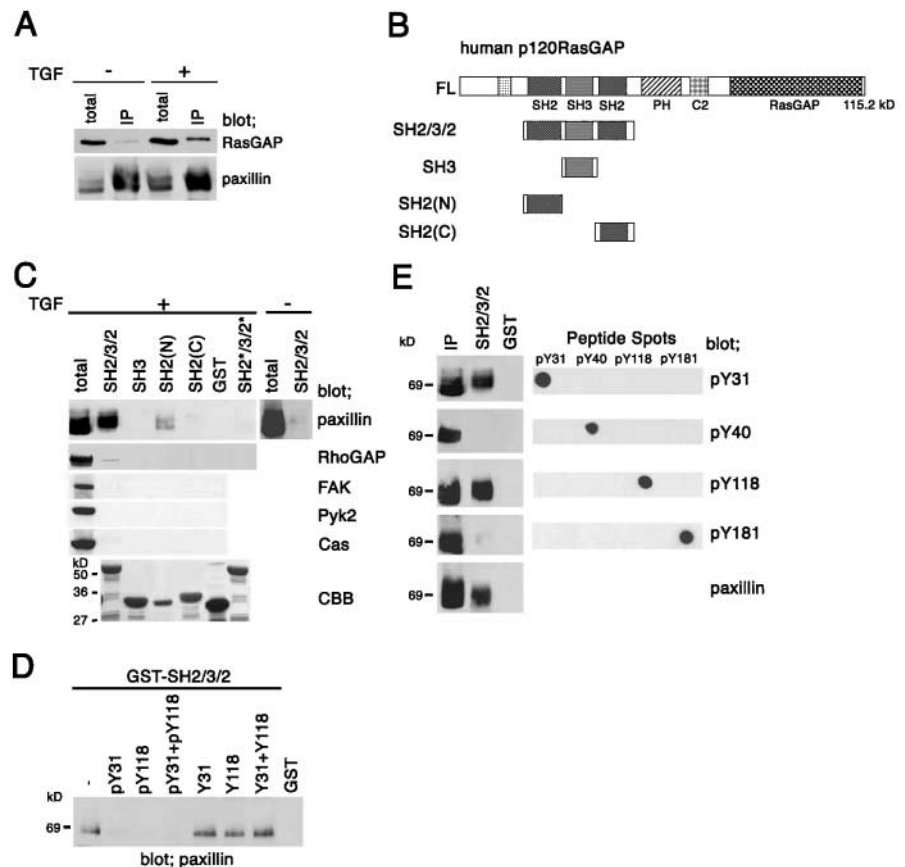 A
TGF
- +
total IP total IP blot;
RasGAP
paxillin
B
human p120RasGAP
FL
SH2 SH3 SH2 PH C2 RasGAP 115.2 kD
SH2/3/2
SH3
SH2(N)
SH2(C)
C
TGF + -
total SH2/3/2 SH3 SH2(N) SH2(C) GST SH2*/3/2* total SH2/3/2
blot;
paxillin
RhoGAP
FAK
Pyk2
Cas
kD
50
36
27
CBB
E
kD IP SH2/3/2 GST
Peptide Spots
pY31 pY40 pY118 pY181 blot;
69 pY31
69 pY40
69 pY118
69 pY181
69 paxillin
D
GST-SH2/3/2
- pY31 pY118 pY31+pY118 Y31 Y118 Y31+Y118 GST
kD
69
blot; paxillin